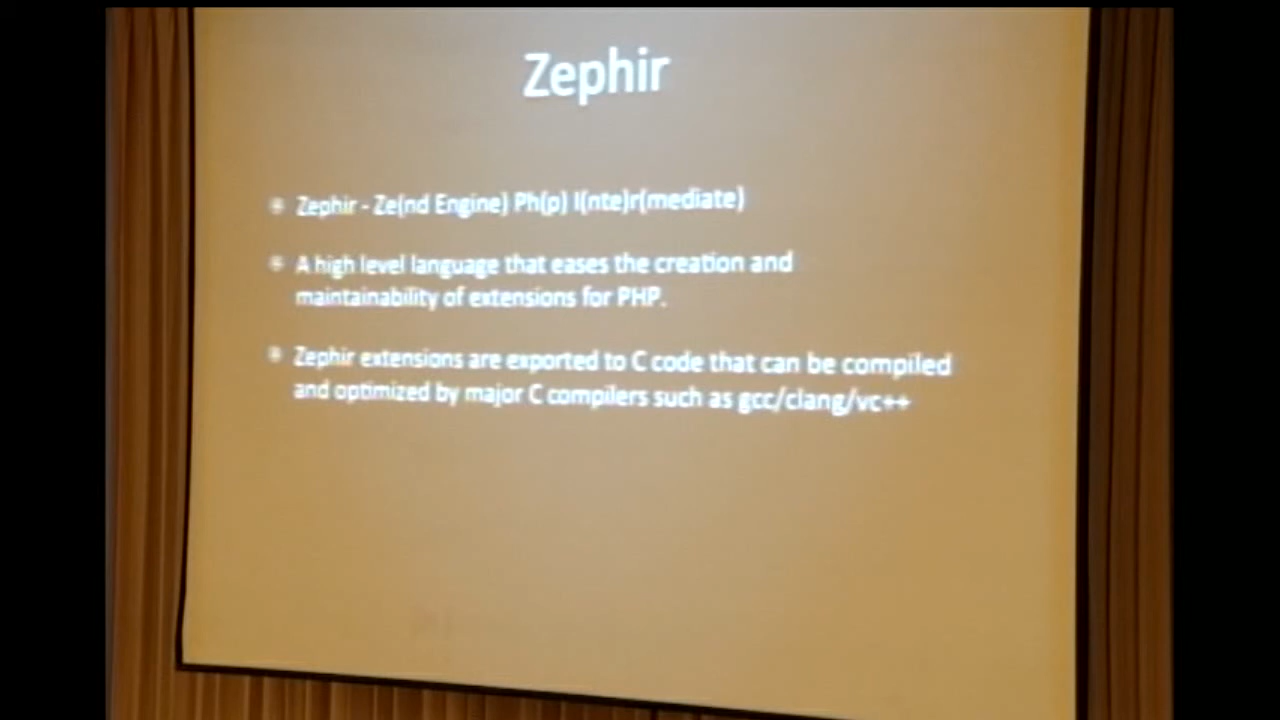 Zephir
Zephir - Ze(nd Engine) Ph(p) I(nte)r(mediate)
A high level language that eases the creation and
maintainability of extensions for PHP.
Zephir extensions are exported to C code that can be compiled
and optimized by major C compilers such as gcc/clang/vc++